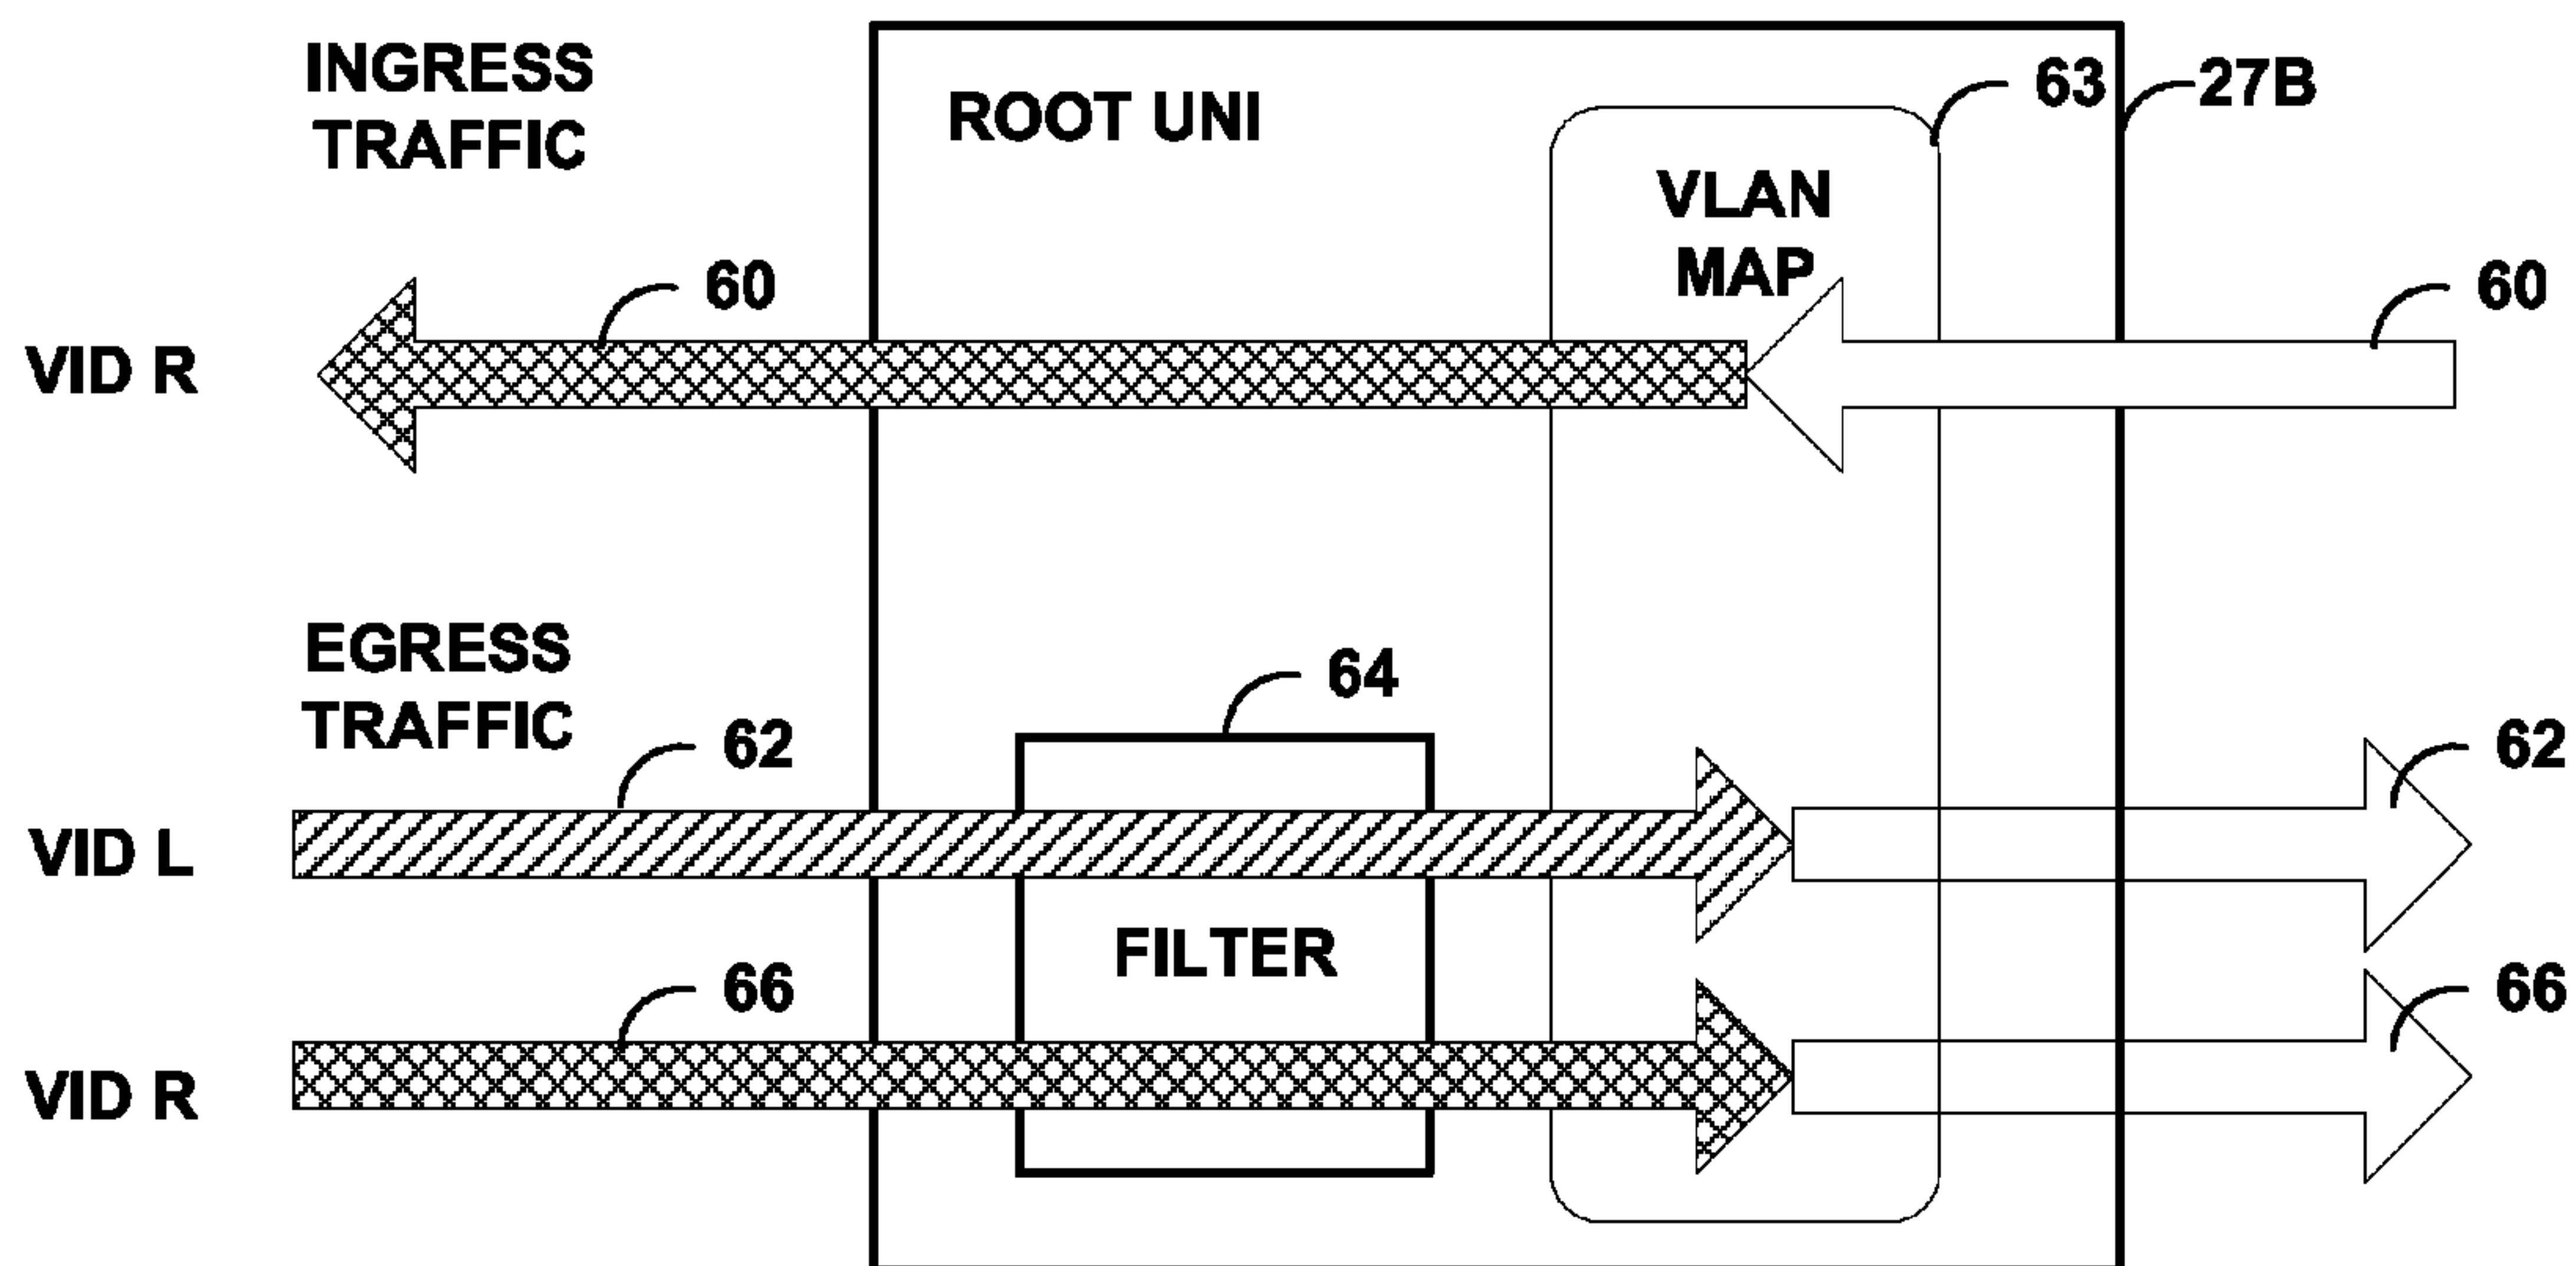 INGRESS
TRAFFIC
ROOT UNI
63
27B
VLAN
MAP
60
60
VID R
EGRESS
TRAFFIC
64
62
62
VID L
FILTER
66
66
VID R